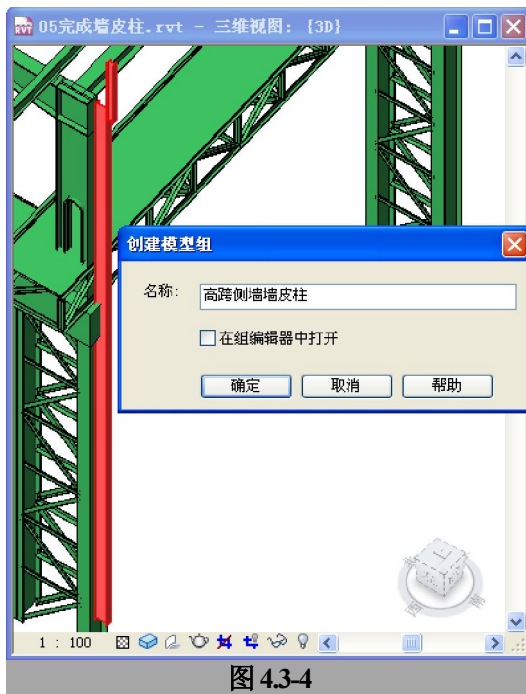 05完成墙皮柱.rvt - 三维视图: {3D}
创建模型组
名称:
高跨侧墙墙皮柱
在组编辑器中打开
确定
取消
帮助
1 : 100
图 4.3-4